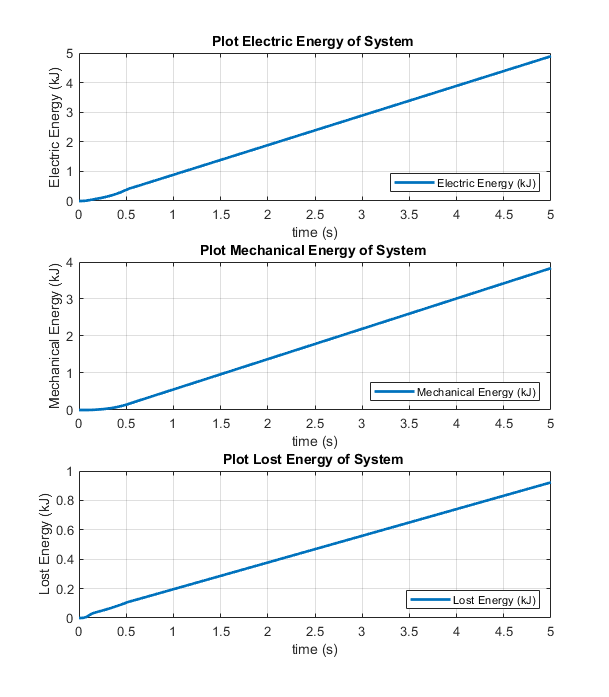 Plot Electric Energy of System
Electric Energy (kJ)
5
4
3
2
1
0
Electric Energy (kJ)
0 0.5 1 1.5 2 2.5 3 3.5 4 4.5 5
time (s)
Plot Mechanical Energy of System
Mechanical Energy (kJ)
4
3
2
1
0
Mechanical Energy (kJ)
0 0.5 1 1.5 2 2.5 3 3.5 4 4.5 5
time (s)
Plot Lost Energy of System
Lost Energy (kJ)
1
0.8
0.6
0.4
0.2
0
Lost Energy (kJ)
0 0.5 1 1.5 2 2.5 3 3.5 4 4.5 5
time (s)